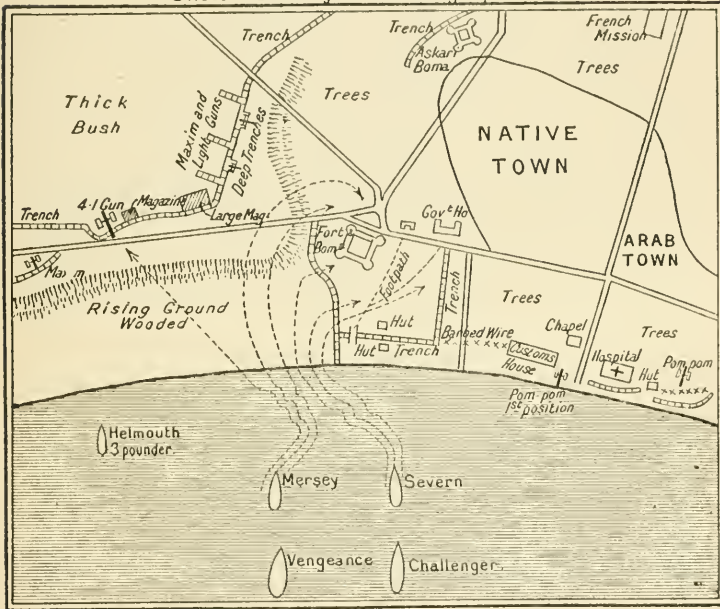 French
Mission
Trench
Trench
Askari
Boma
Trees
Thick
Bush
Trees
Maxim and
Light Guns
Deep Trenches
NATIVE
TOWN
4·1 Gun
Magazine
Large Mag:
Trench
Fort
Boma
Govt Ho
ARAB
TOWN
Maxim
Footpath
Trench
Rising Ground
Wooded
Trees
Hut
Barbed Wire
Chapel
Trees
Hut
Trench
Customs
House
Hospital
Hut
Pom-pom
Pom-pom
1st position
Helmouth
3 pounder.
Mersey
Severn
Vengeance
Challenger.